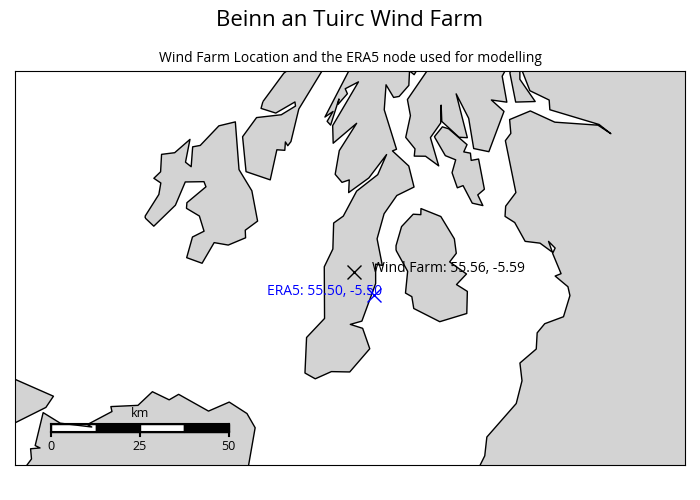 Beinn an Tuirc Wind Farm
Wind Farm Location and the ERA5 node used for modelling
Wind Farm: 55.56, -5.59
ERA5: 55.50, -5.50
km
0 25 50